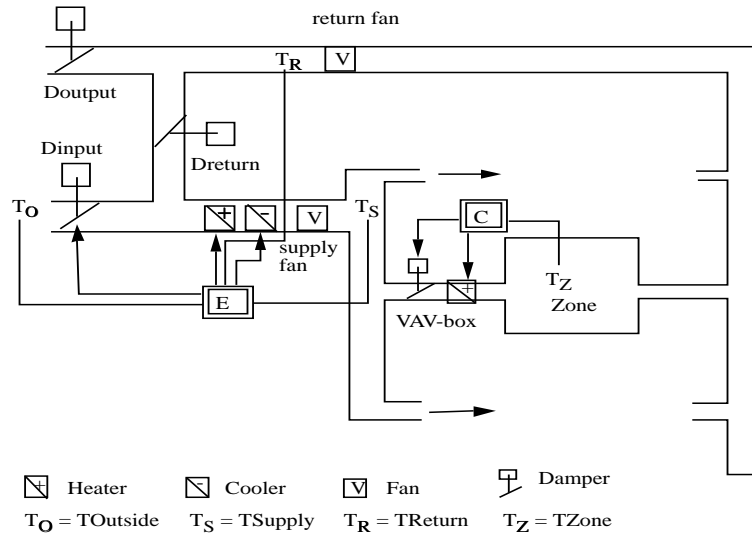 return fan
TR V
Doutput
Dinput
Dreturn
TO + - V TS
supply
fan
E
C
TZ
Zone
+
VAV-box
+ Heater - Cooler V Fan Damper
TO = TOutside TS = TSupply TR = TReturn TZ = TZone